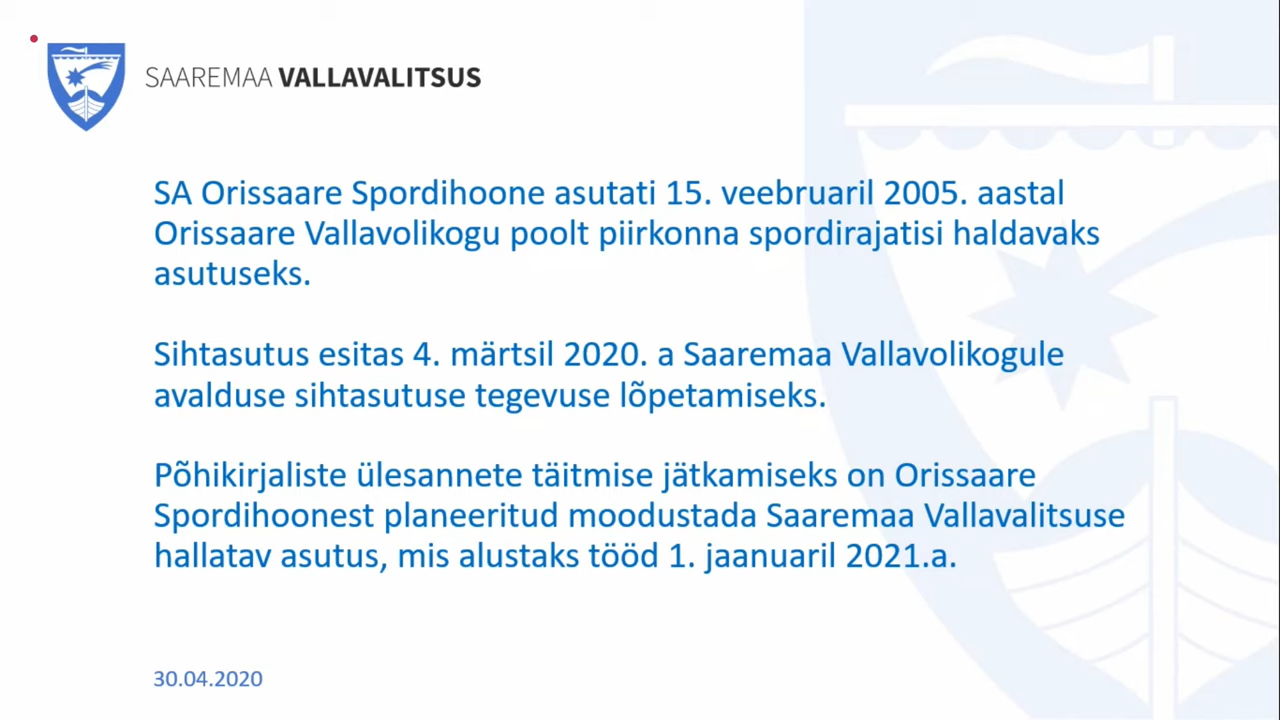 SAAREMAA VALLAVALITSUS
SA Orissaare Spordihoone asutati 15. veebruaril 2005. aastal
Orissaare Vallavolikogu poolt piirkonna spordirajatisi haldavaks
asutuseks.
Sihtasutus esitas 4. märtsil 2020. a Saaremaa Vallavolikogule
avalduse sihtasutuse tegevuse lõpetamiseks.
Põhikirjaliste ülesannete täitmise jätkamiseks on Orissaare
Spordihoonest planeeritud moodustada Saaremaa Vallavalitsuse
hallatav asutus, mis alustaks tööd 1. jaanuaril 2021.a.
30.04.2020